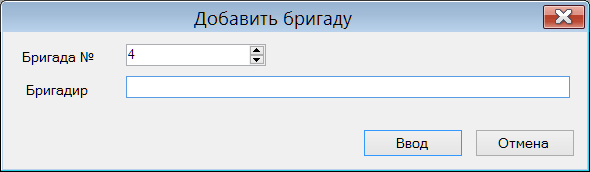 Добавить бригаду
Бригада № 4
Бригадир
Ввод Отмена